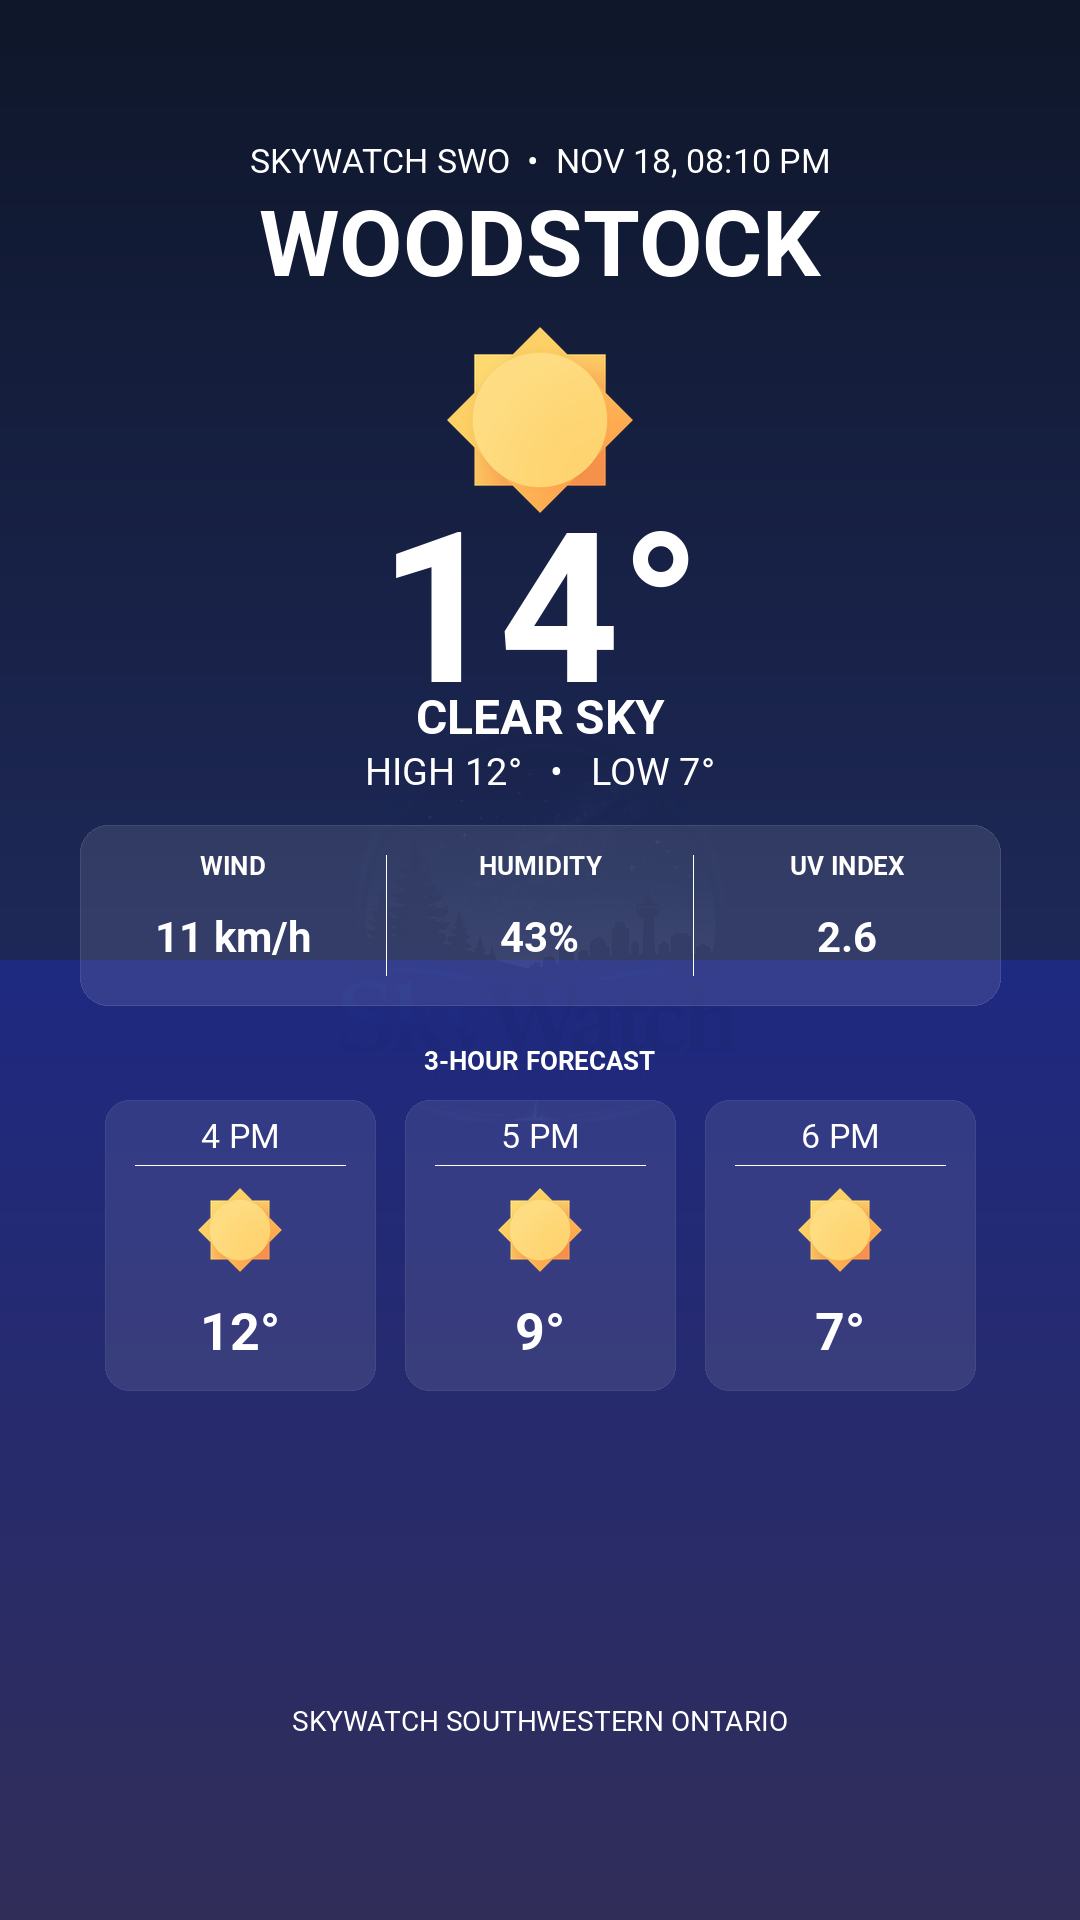 SKYWATCH SWO • NOV 18, 08:10 PM
WOODSTOCK
14°
CLEAR SKY
HIGH 12° • LOW 7°
WIND HUMIDITY UV INDEX
11 km/h 43% 2.6
SkyWatch
3-HOUR FORECAST
4 PM 5 PM 6 PM
12° 9° 7°
SKYWATCH SOUTHWESTERN ONTARIO